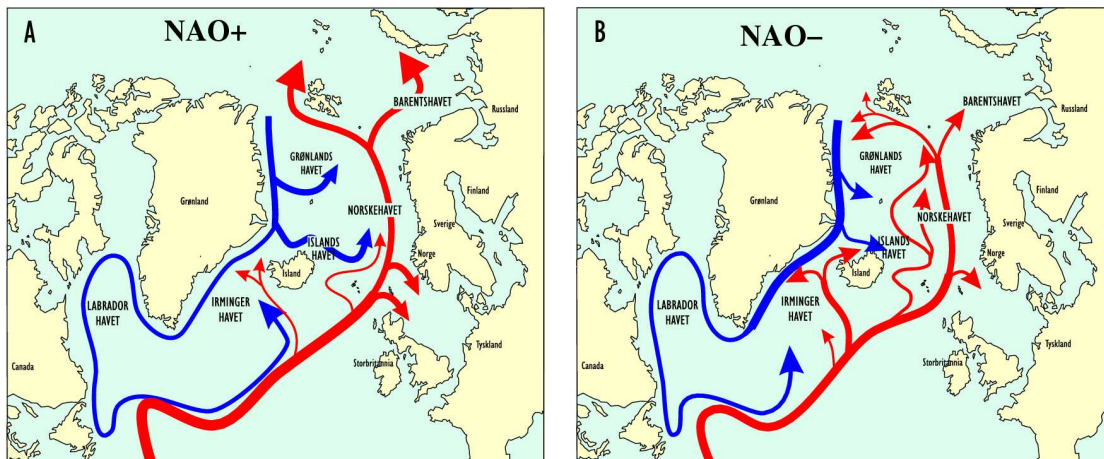 A
NAO+
BARENTSHAVET
Russland
GRØNLANDS
HAVET
Grønland
Finland
NORSKEHAVET
Sverige
ISLANDS
HAVET
Norge
Island
LABRADOR
HAVET
IRMINGER
HAVET
Tyskland
Canada
Storbritannia
B
NAO−
BARENTSHAVET
Russland
GRØNLANDS
HAVET
Grønland
Finland
NORSKEHAVET
Sverige
ISLANDS
HAVET
Norge
Island
LABRADOR
HAVET
IRMINGER
HAVET
Tyskland
Canada
Storbritannia